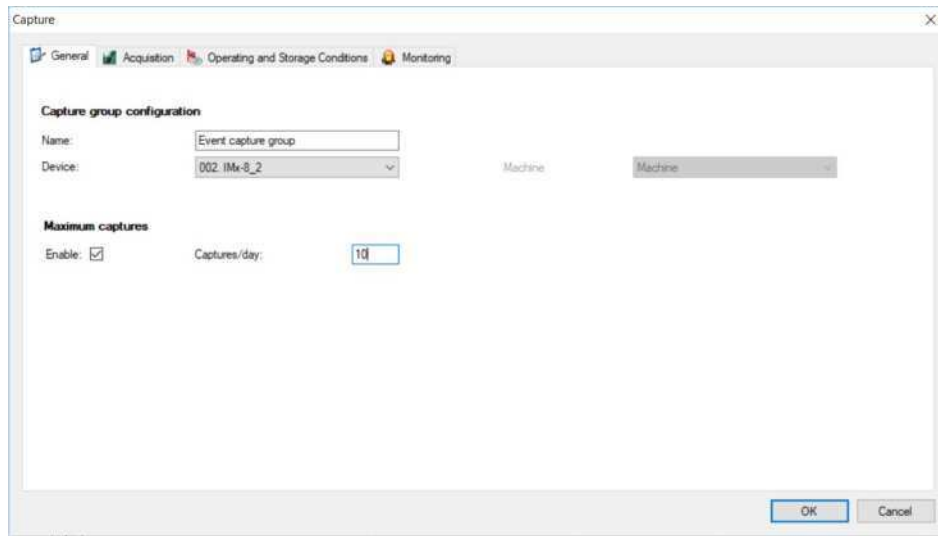 Capture
General Acquisition Operating and Storage Conditions Monitoring
Capture group configuration
Name: Event capture group
Device: 002. IMx-8_2 Machine Machine
Maximum captures
Enable: Captures/day: 10
OK Cancel